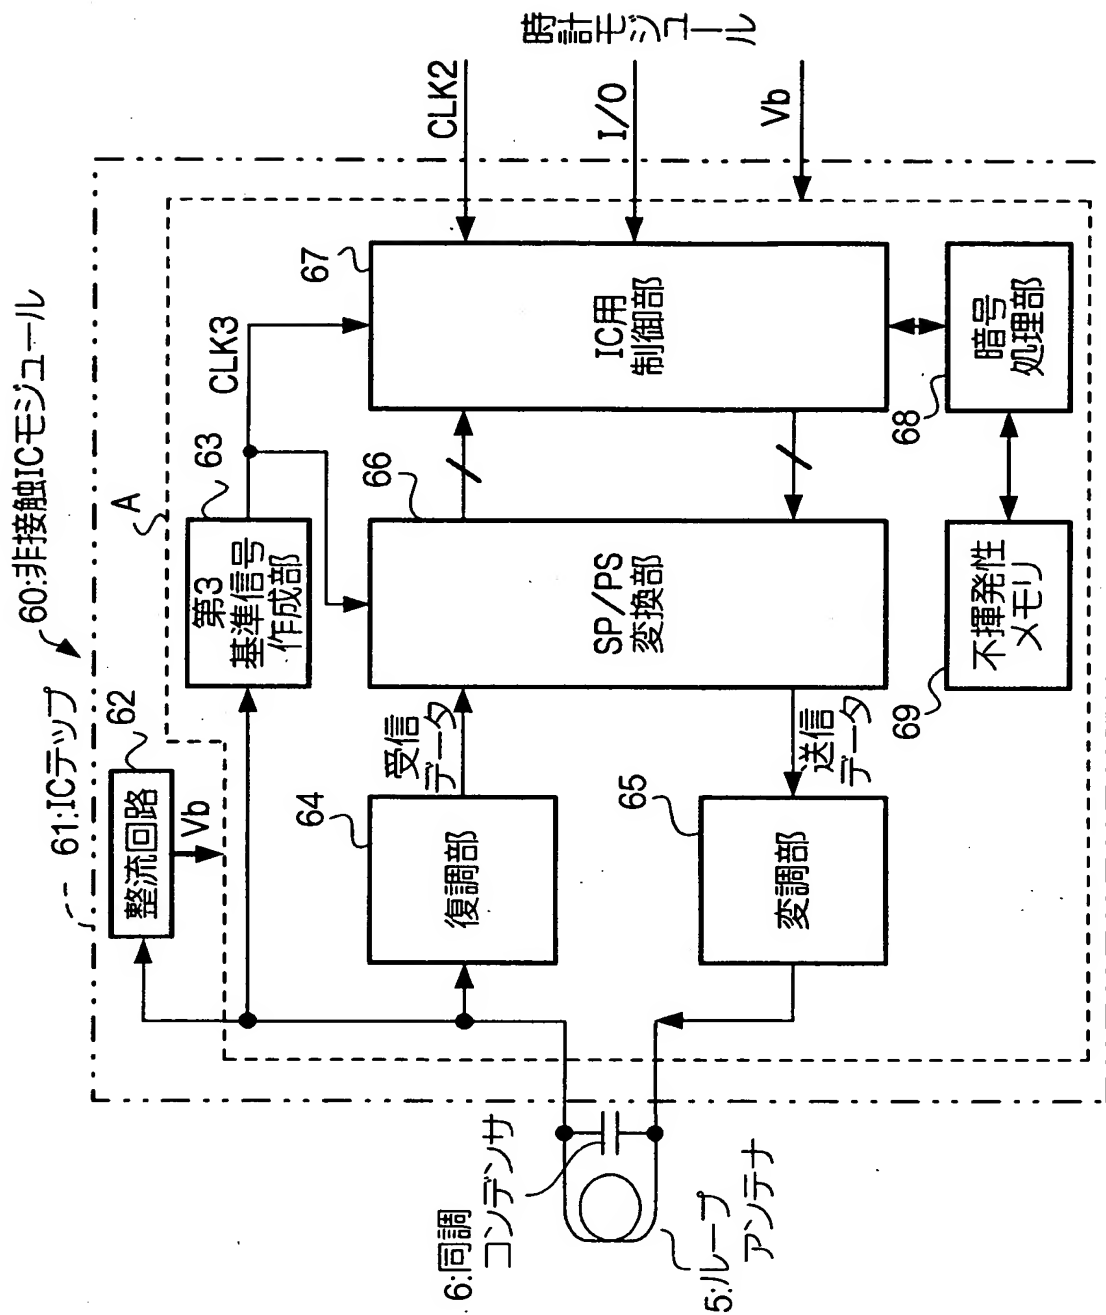 60:非接触ICモジュール
61:ICテップ
62
整流回路
Vb
A
63
第3
基準信号
作成部
CLK3
64
復調部
受信
データ
66
SP/PS
変換部
67
IC用
制御部
CLK2
I/O
Vb
時計モジュール
65
変調部
送信
データ
68
暗号
処理部
69
不揮発性
メモリ
6:同調
コンデンサ
5:ループ
アンテナ